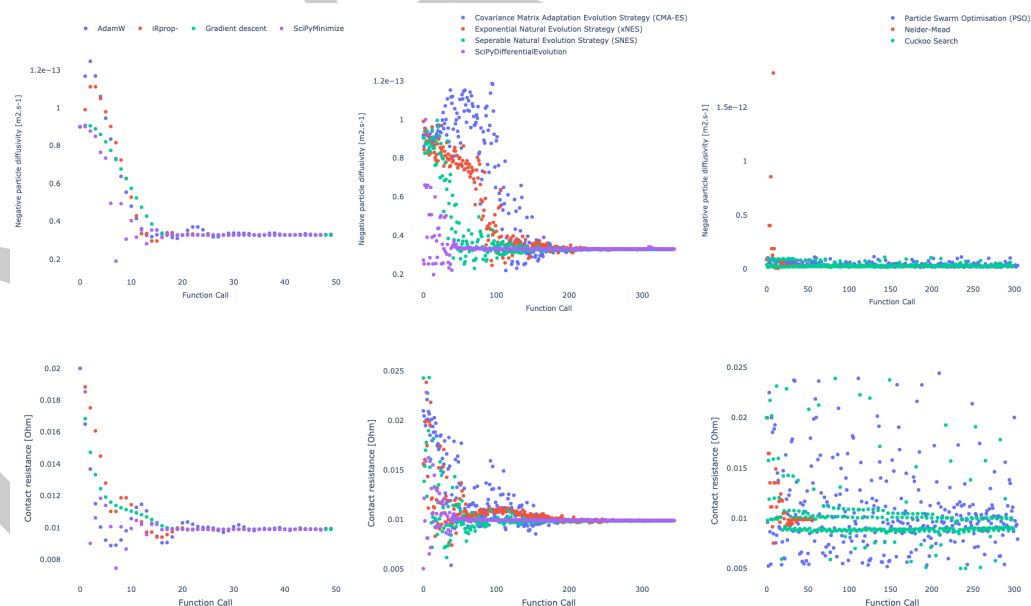 AdamW iRprop- Gradient descent SciPyMinimize
1.2e−13
1
0.8
0.6
0.4
0.2
0 10 20 30 40 50
Negative particle diffusivity [m2.s-1]
Function Call
Covariance Matrix Adaptation Evolution Strategy (CMA-ES)
Exponential Natural Evolution Strategy (xNES)
Seperable Natural Evolution Strategy (SNES)
SciPyDifferentialEvolution
1.2e−13
1
0.8
0.6
0.4
0.2
0 100 200 300
Negative particle diffusivity [m2.s-1]
Function Call
Particle Swarm Optimisation (PSO)
Nelder-Mead
Cuckoo Search
1.5e−12
1
0.5
0
0 50 100 150 200 250 300
Negative particle diffusivity [m2.s-1]
Function Call
0.02
0.018
0.016
0.014
0.012
0.01
0.008
0 10 20 30 40 50
Contact resistance [Ohm]
Function Call
0.025
0.02
0.015
0.01
0.005
0 100 200 300
Contact resistance [Ohm]
Function Call
0.025
0.02
0.015
0.01
0.005
0 50 100 150 200 250 300
Contact resistance [Ohm]
Function Call